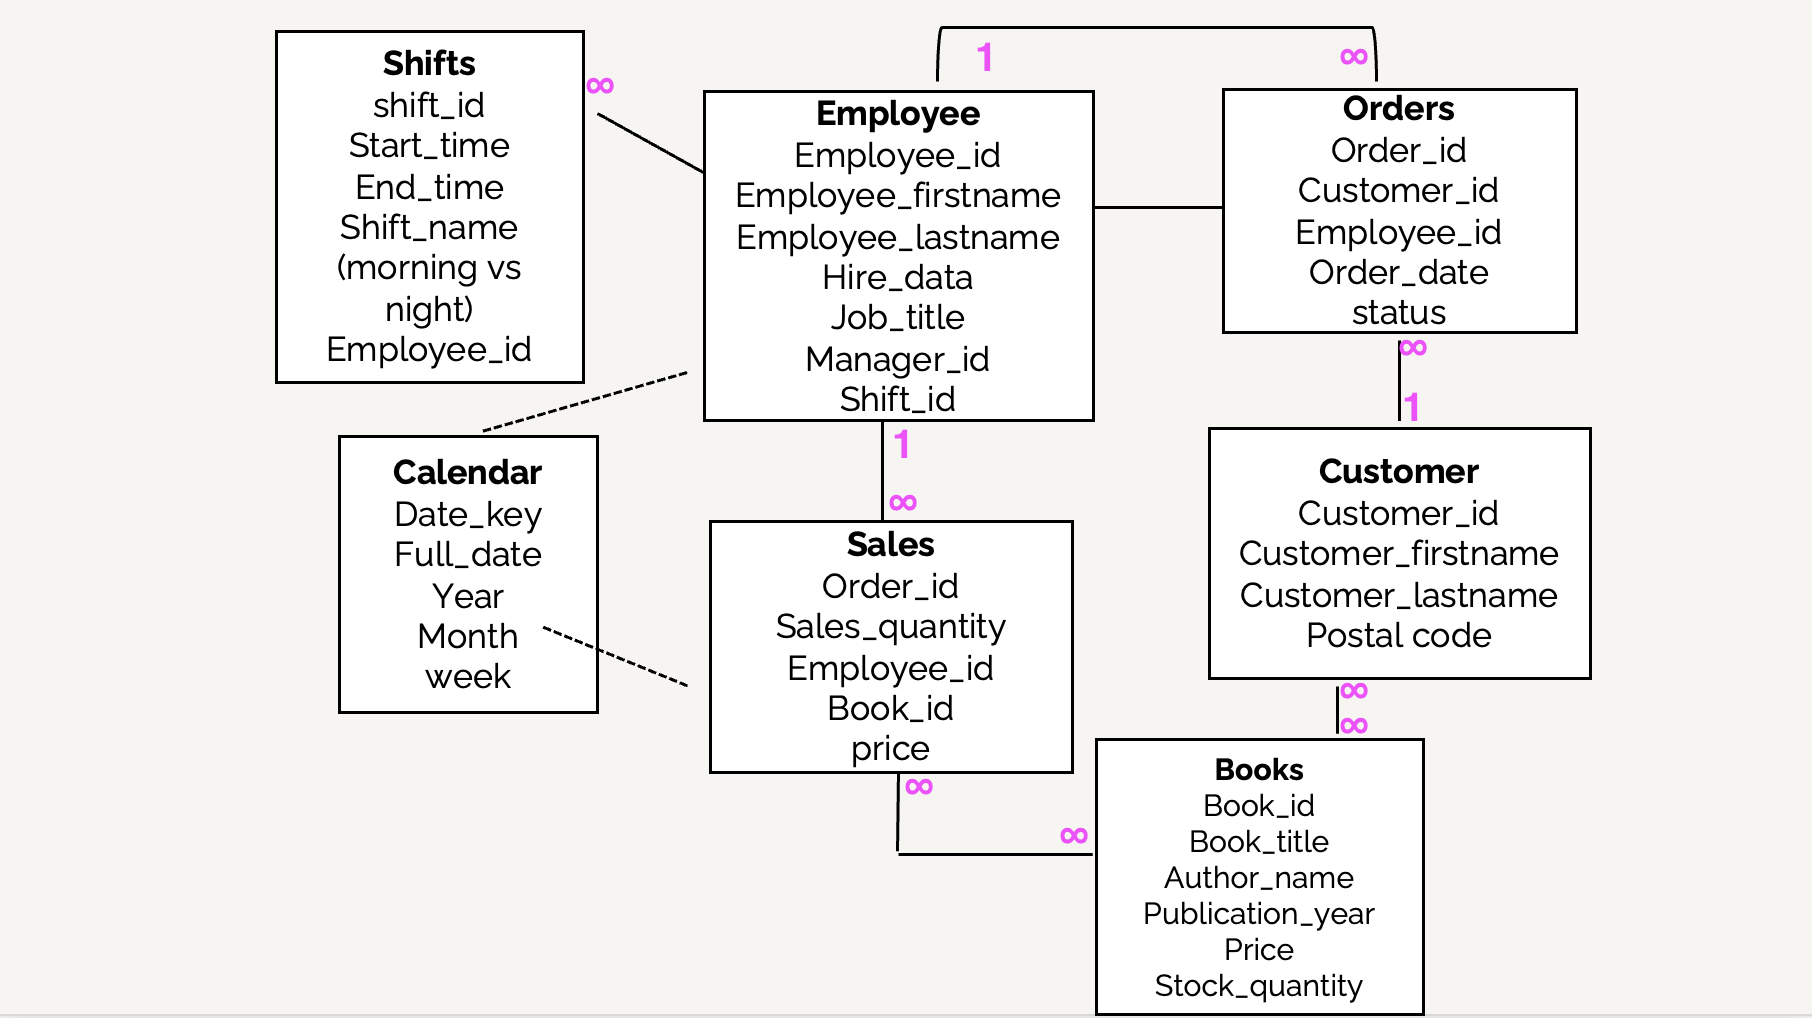 Shifts
shift_id
Start_time
End_time
Shift_name
(morning vs
night)
Employee_id
∞
1
∞
Employee
Employee_id
Employee_firstname
Employee_lastname
Hire_data
Job_title
Manager_id
Shift_id
Orders
Order_id
Customer_id
Employee_id
Order_date
status
∞
1
1
∞
Calendar
Date_key
Full_date
Year
Month
week
Sales
Order_id
Sales_quantity
Employee_id
Book_id
price
Customer
Customer_id
Customer_firstname
Customer_lastname
Postal code
∞
∞
∞
∞
Books
Book_id
Book_title
Author_name
Publication_year
Price
Stock_quantity